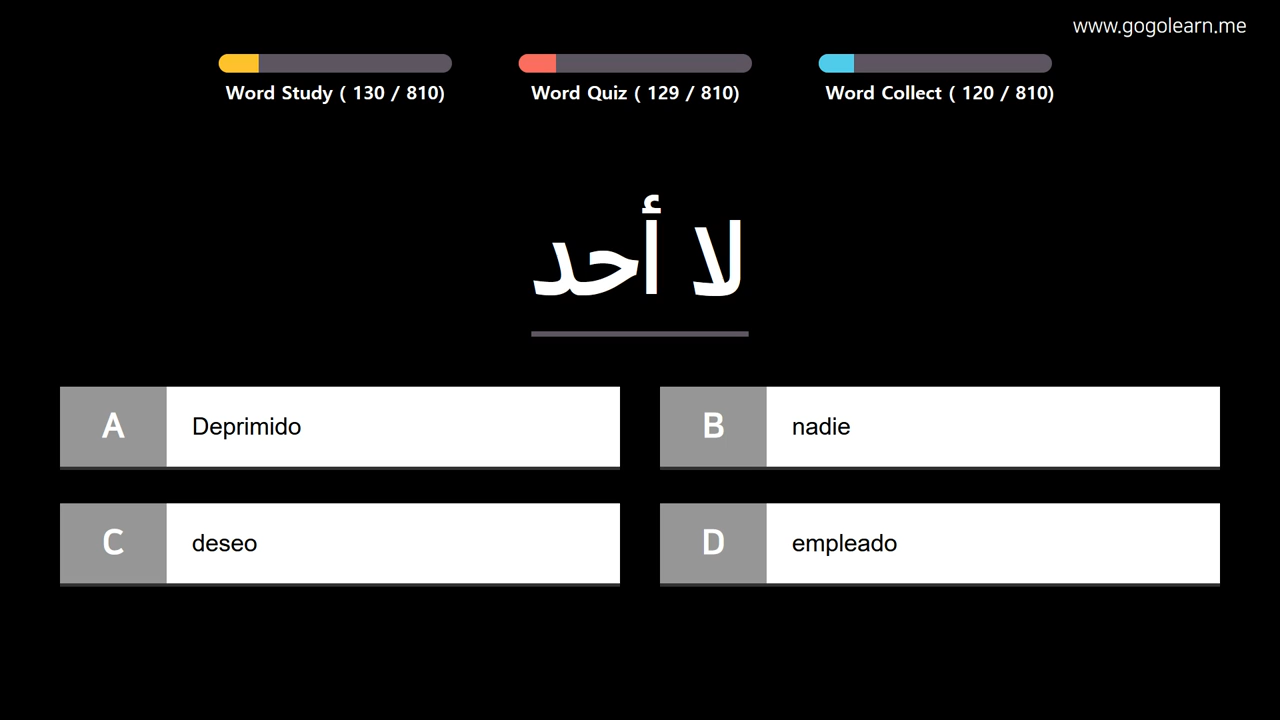 www.gogolearn.me
Word Study ( 130 / 810)
Word Quiz ( 129 / 810)
Word Collect ( 120 / 810)
لا أحد
A Deprimido
B nadie
C deseo
D empleado